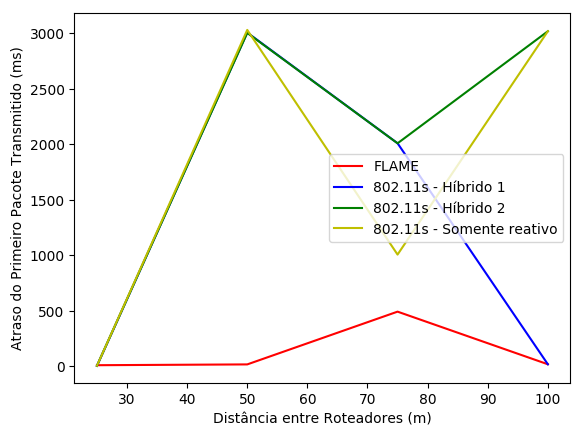 Atraso do Primeiro Pacote Transmitido (ms)
3000
2500
2000
1500
1000
500
0
FLAME
802.11s - Híbrido 1
802.11s - Híbrido 2
802.11s - Somente reativo
30 40 50 60 70 80 90 100
Distância entre Roteadores (m)